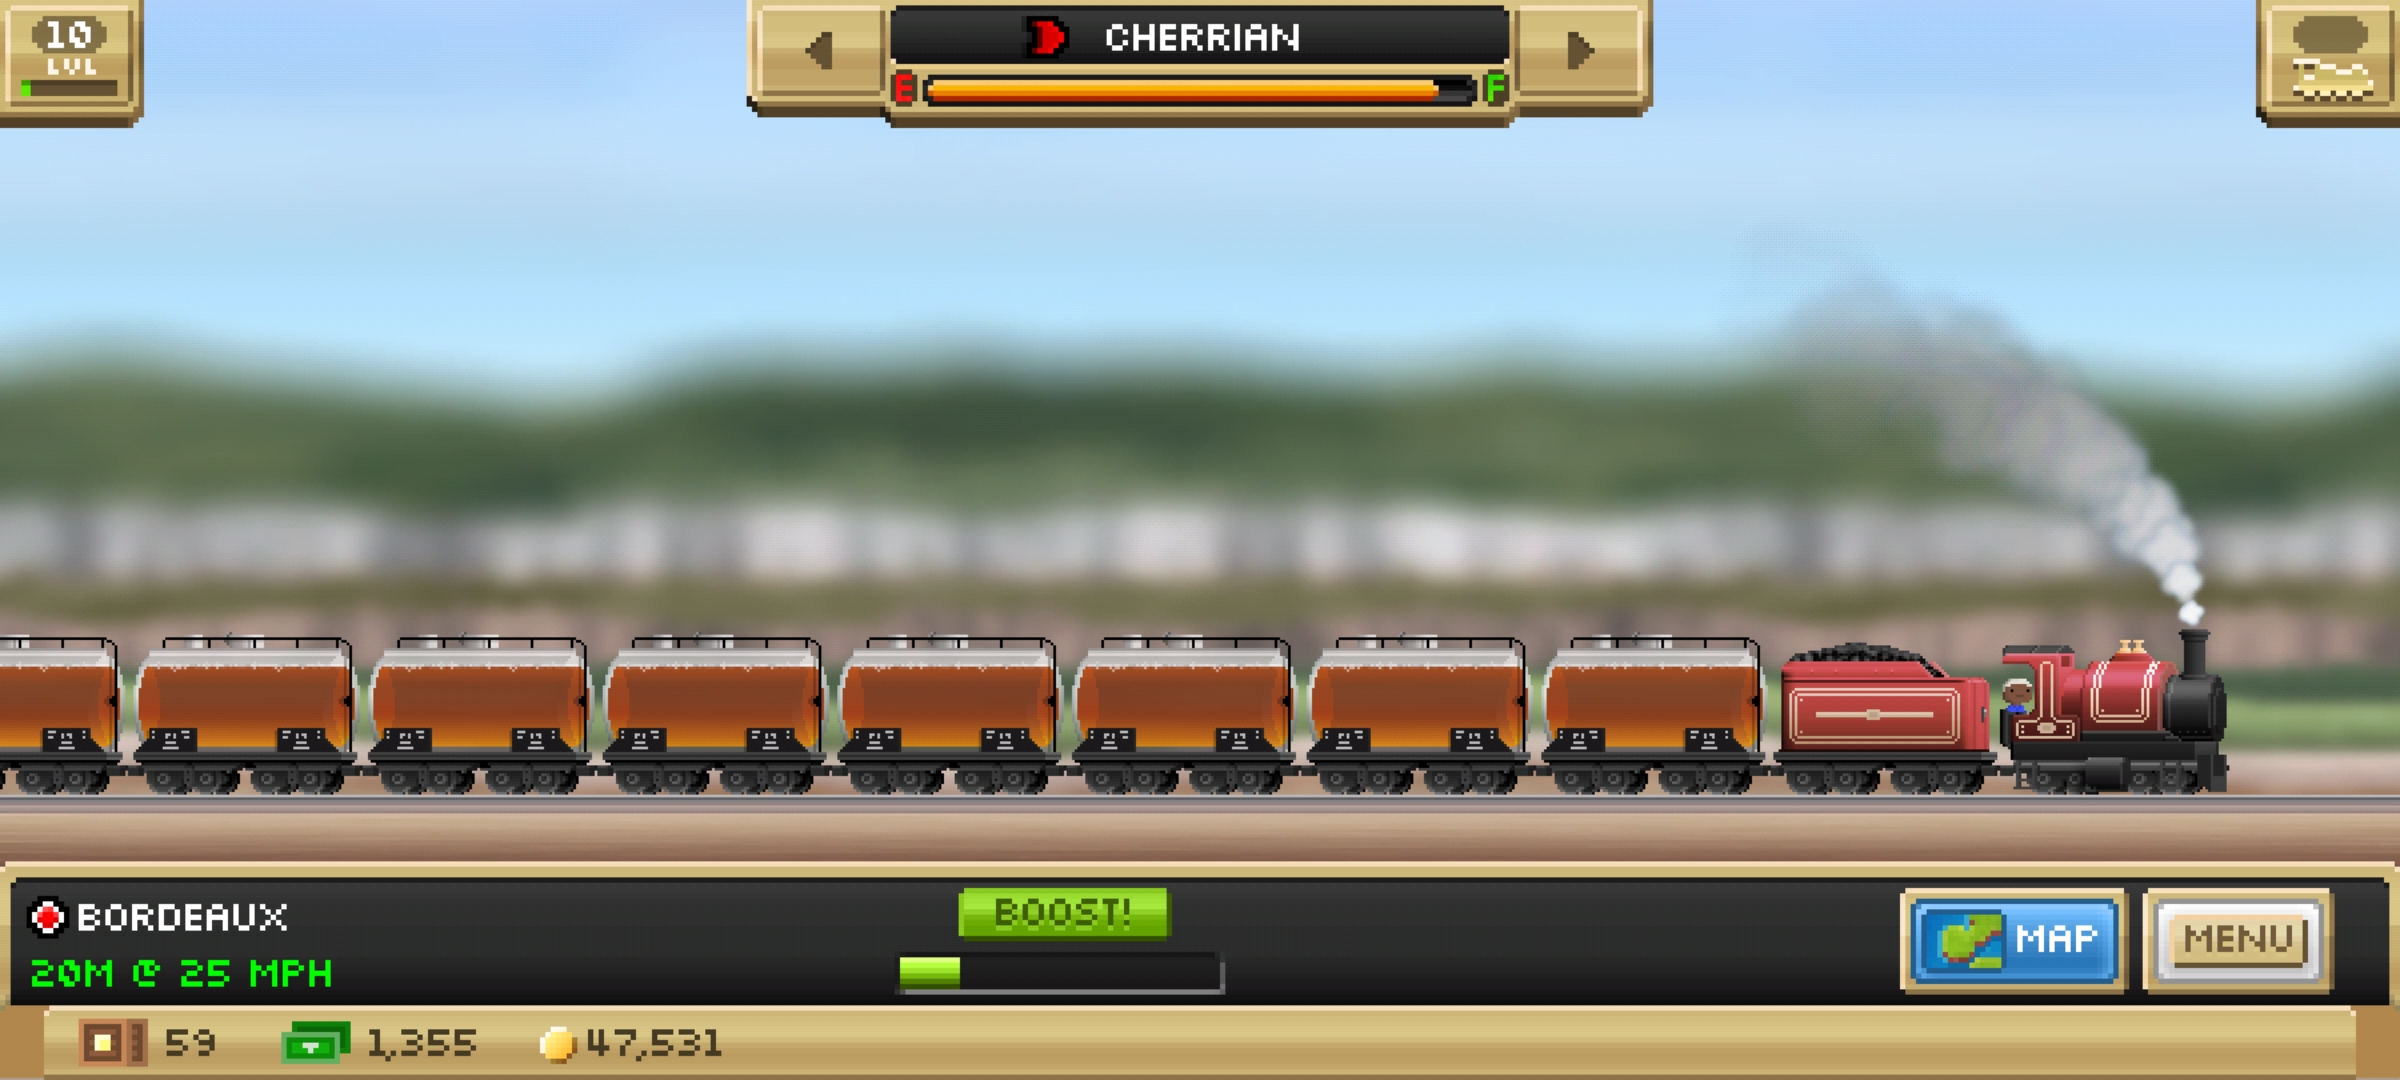 10
LVL
CHERRIAN
E F
BORDEAUX
BOOST!
20M @ 25 MPH
MAP
MENU
59 1,355 47,531